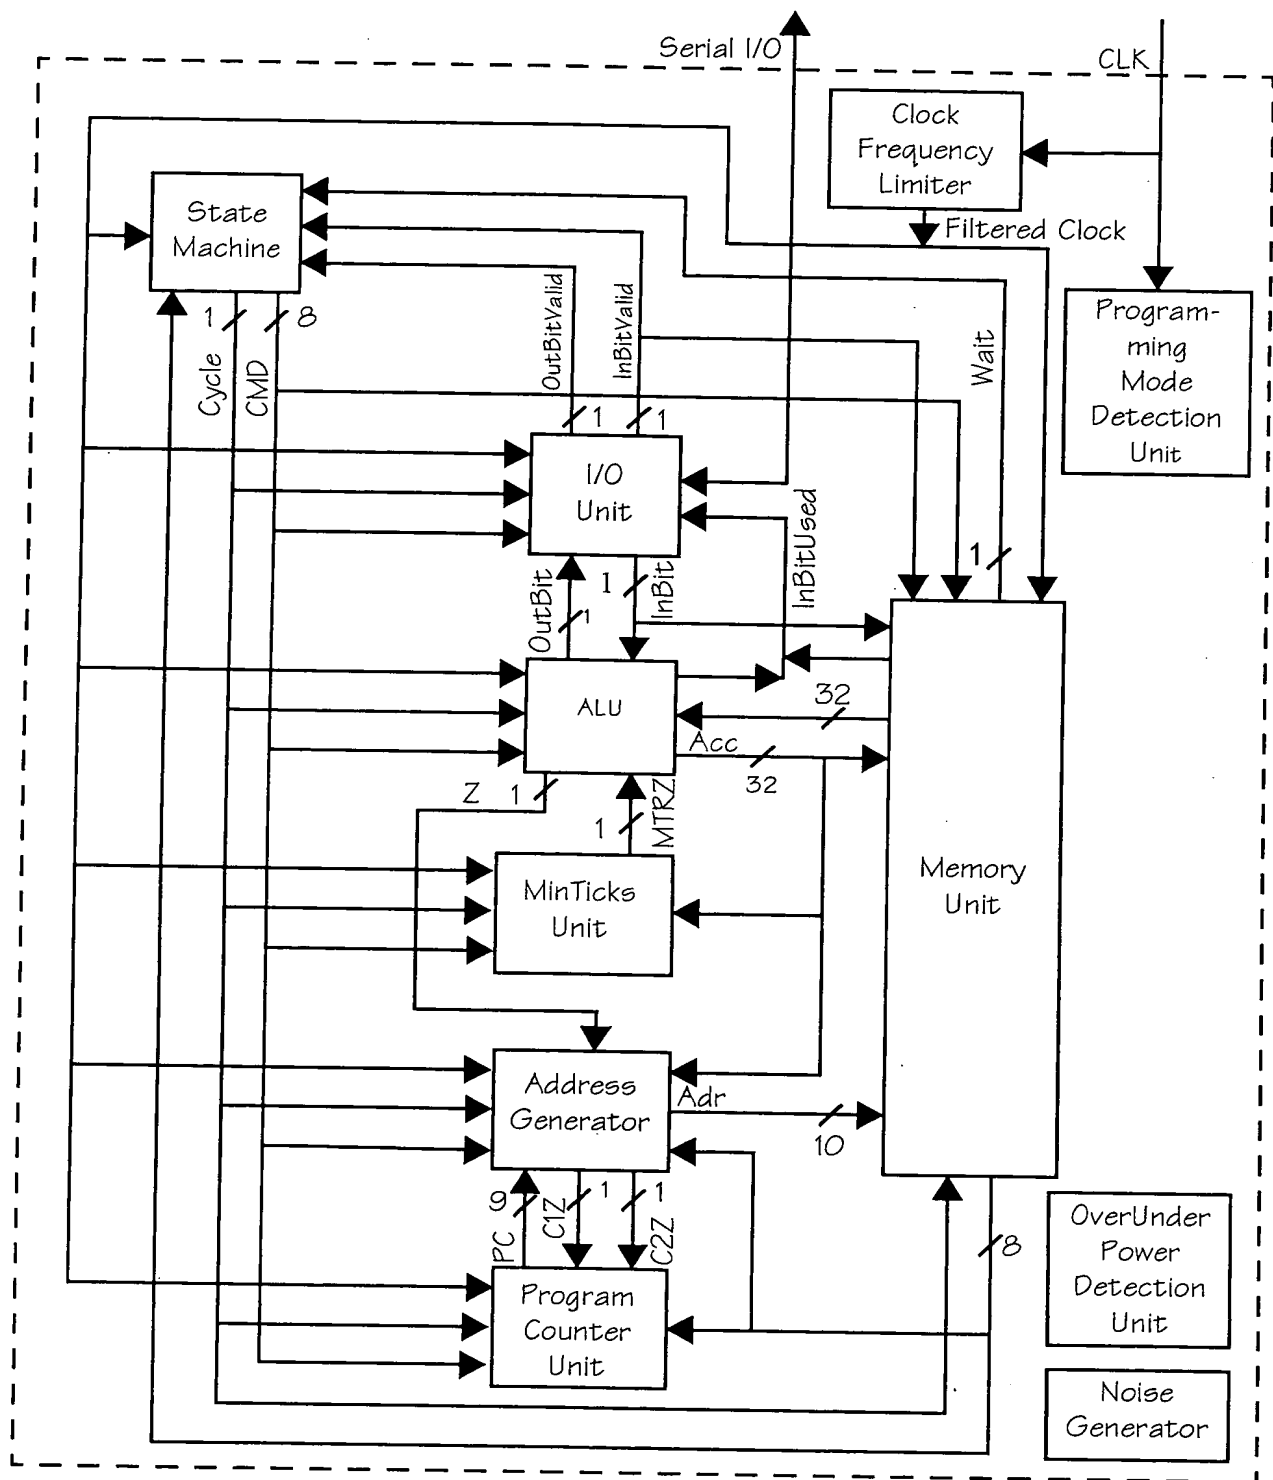 Serial I/O
CLK
Clock
Frequency
Limiter
State
Machine
Filtered Clock
1
8
Cycle
CMD
OutBitValid
InBitValid
Wait
Program-
ming
Mode
Detection
Unit
1
1
I/O
Unit
InBitUsed
1
OutBit
1
1
InBit
ALU
32
Acc
32
Z
1
1
MTRZ
MinTicks
Unit
Memory
Unit
Address
Generator
Adr
10
9
PC
C1Z
1
1
C2Z
8
OverUnder
Power
Detection
Unit
Program
Counter
Unit
Noise
Generator